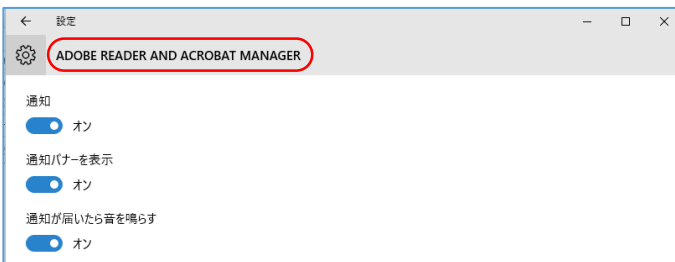 設定
ADOBE READER AND ACROBAT MANAGER
通知
オン
通知バナーを表示
オン
通知が届いたら音を鳴らす
オン